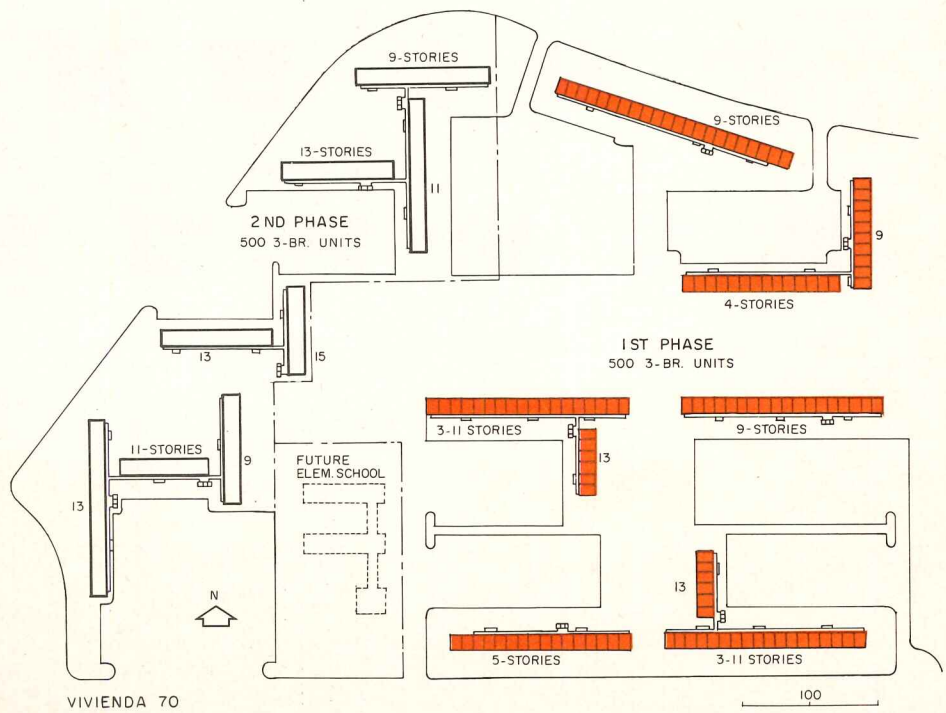 9-STORIES
9-STORIES
13-STORIES
11
2ND PHASE
500 3-BR. UNITS
9
4-STORIES
13
15
1ST PHASE
500 3-BR. UNITS
3-11 STORIES
9-STORIES
11-STORIES
9
13
FUTURE
ELEM. SCHOOL
13
N
13
5-STORIES
3-11 STORIES
VIVIENDA 70
100